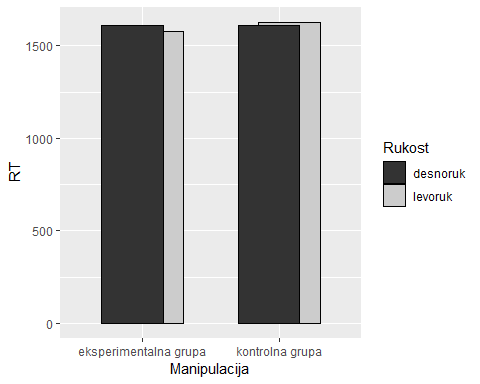 RT
1500
1000
500
0
eksperimentalna grupa
kontrolna grupa
Manipulacija
Rukost
desnoruk
levoruk